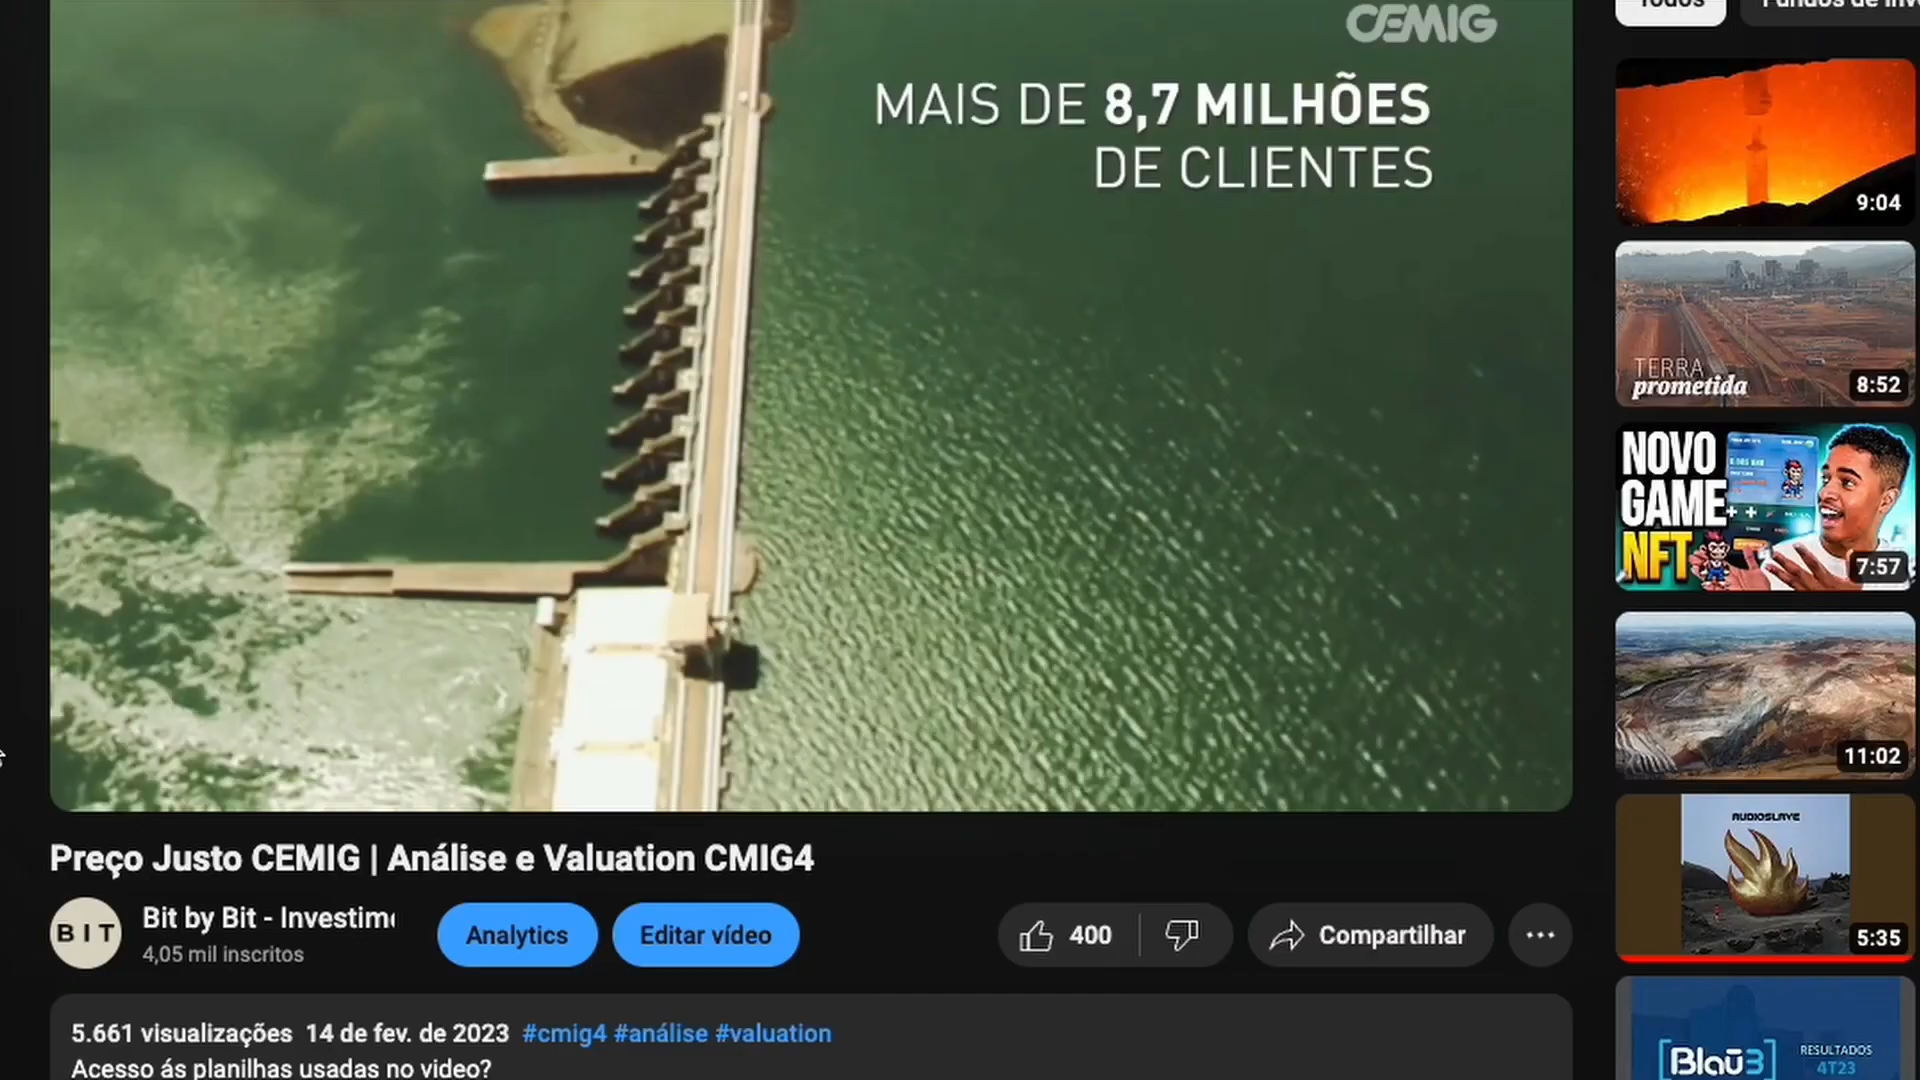 CEMIG
MAIS DE 8,7 MILHÕES
DE CLIENTES
Todos
9:04
TERRA
prometida
8:52
NOVO
GAME
NFT
7:57
11:02
AUDIOSLAVE
5:35
Blaü3
RESULTADOS
4T23
Preço Justo CEMIG | Análise e Valuation CMIG4
BIT
Bit by Bit - Investim
4,05 mil inscritos
Analytics
Editar vídeo
400
Compartilhar
5.661 visualizações 14 de fev. de 2023 #cmig4 #análise #valuation
Acesso ás planilhas usadas no video?